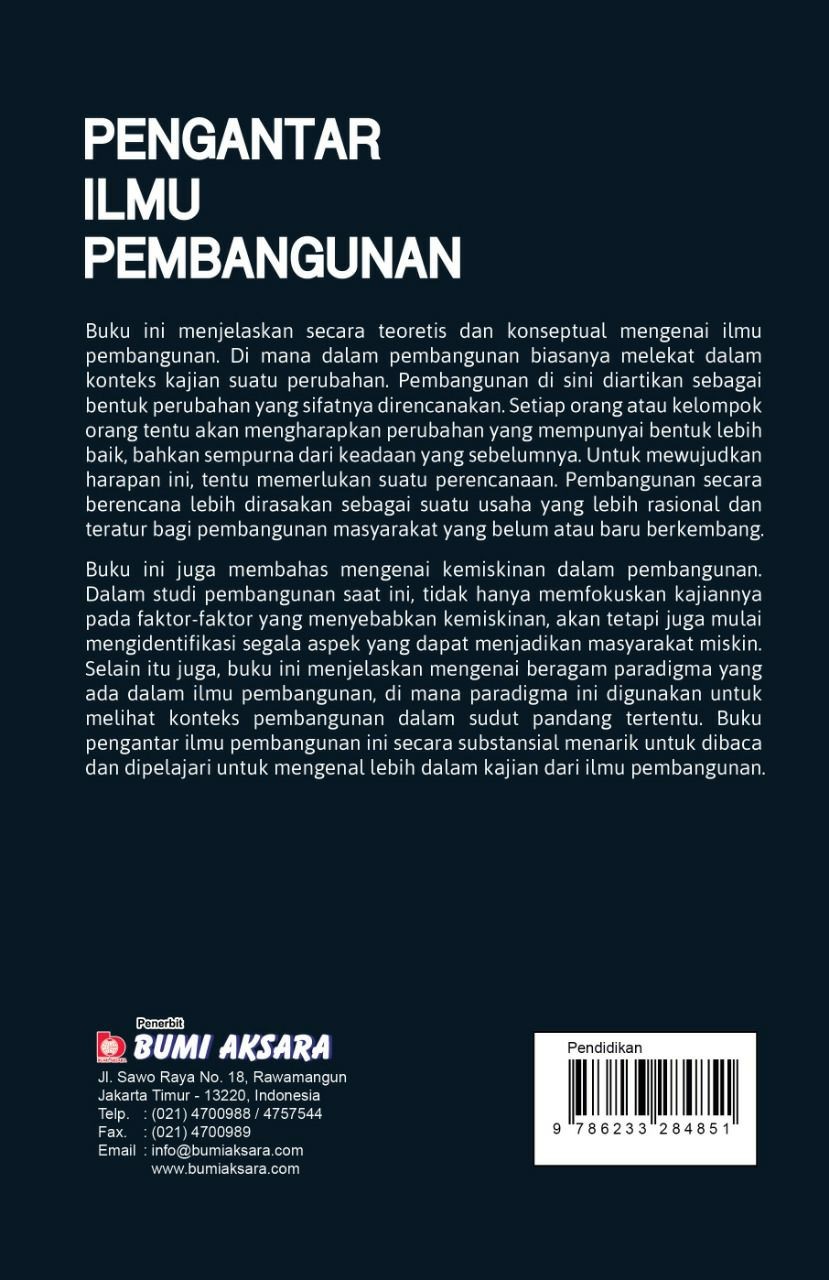 PENGANTAR
ILMU
PEMBANGUNAN
Buku ini menjelaskan secara teoretis dan konseptual mengenai ilmu
pembangunan. Di mana dalam pembangunan biasanya melekat dalam
konteks kajian suatu perubahan. Pembangunan di sini diartikan sebagai
bentuk perubahan yang sifatnya direncanakan. Setiap orang atau kelompok
orang tentu akan mengharapkan perubahan yang mempunyai bentuk lebih
baik, bahkan sempurna dari keadaan yang sebelumnya. Untuk mewujudkan
harapan ini, tentu memerlukan suatu perencanaan. Pembangunan secara
berencana lebih dirasakan sebagai suatu usaha yang lebih rasional dan
teratur bagi pembangunan masyarakat yang belum atau baru berkembang.
Buku ini juga membahas mengenai kemiskinan dalam pembangunan.
Dalam studi pembangunan saat ini, tidak hanya memfokuskan kajiannya
pada faktor-faktor yang menyebabkan kemiskinan, akan tetapi juga mulai
mengidentifikasi segala aspek yang dapat menjadikan masyarakat miskin.
Selain itu juga, buku ini menjelaskan mengenai beragam paradigma yang
ada dalam ilmu pembangunan, di mana paradigma ini digunakan untuk
melihat konteks pembangunan dalam sudut pandang tertentu. Buku
pengantar ilmu pembangunan ini secara substansial menarik untuk dibaca
dan dipelajari untuk mengenal lebih dalam kajian dari ilmu pembangunan.
Penerbit
BUMI AKSARA
Jl. Sawo Raya No. 18, Rawamangun
Jakarta Timur - 13220, Indonesia
Telp. : (021) 4700988 / 4757544
Fax. : (021) 4700989
Email : info@bumiaksara.com
www.bumiaksara.com
Pendidikan
9 786233 284851